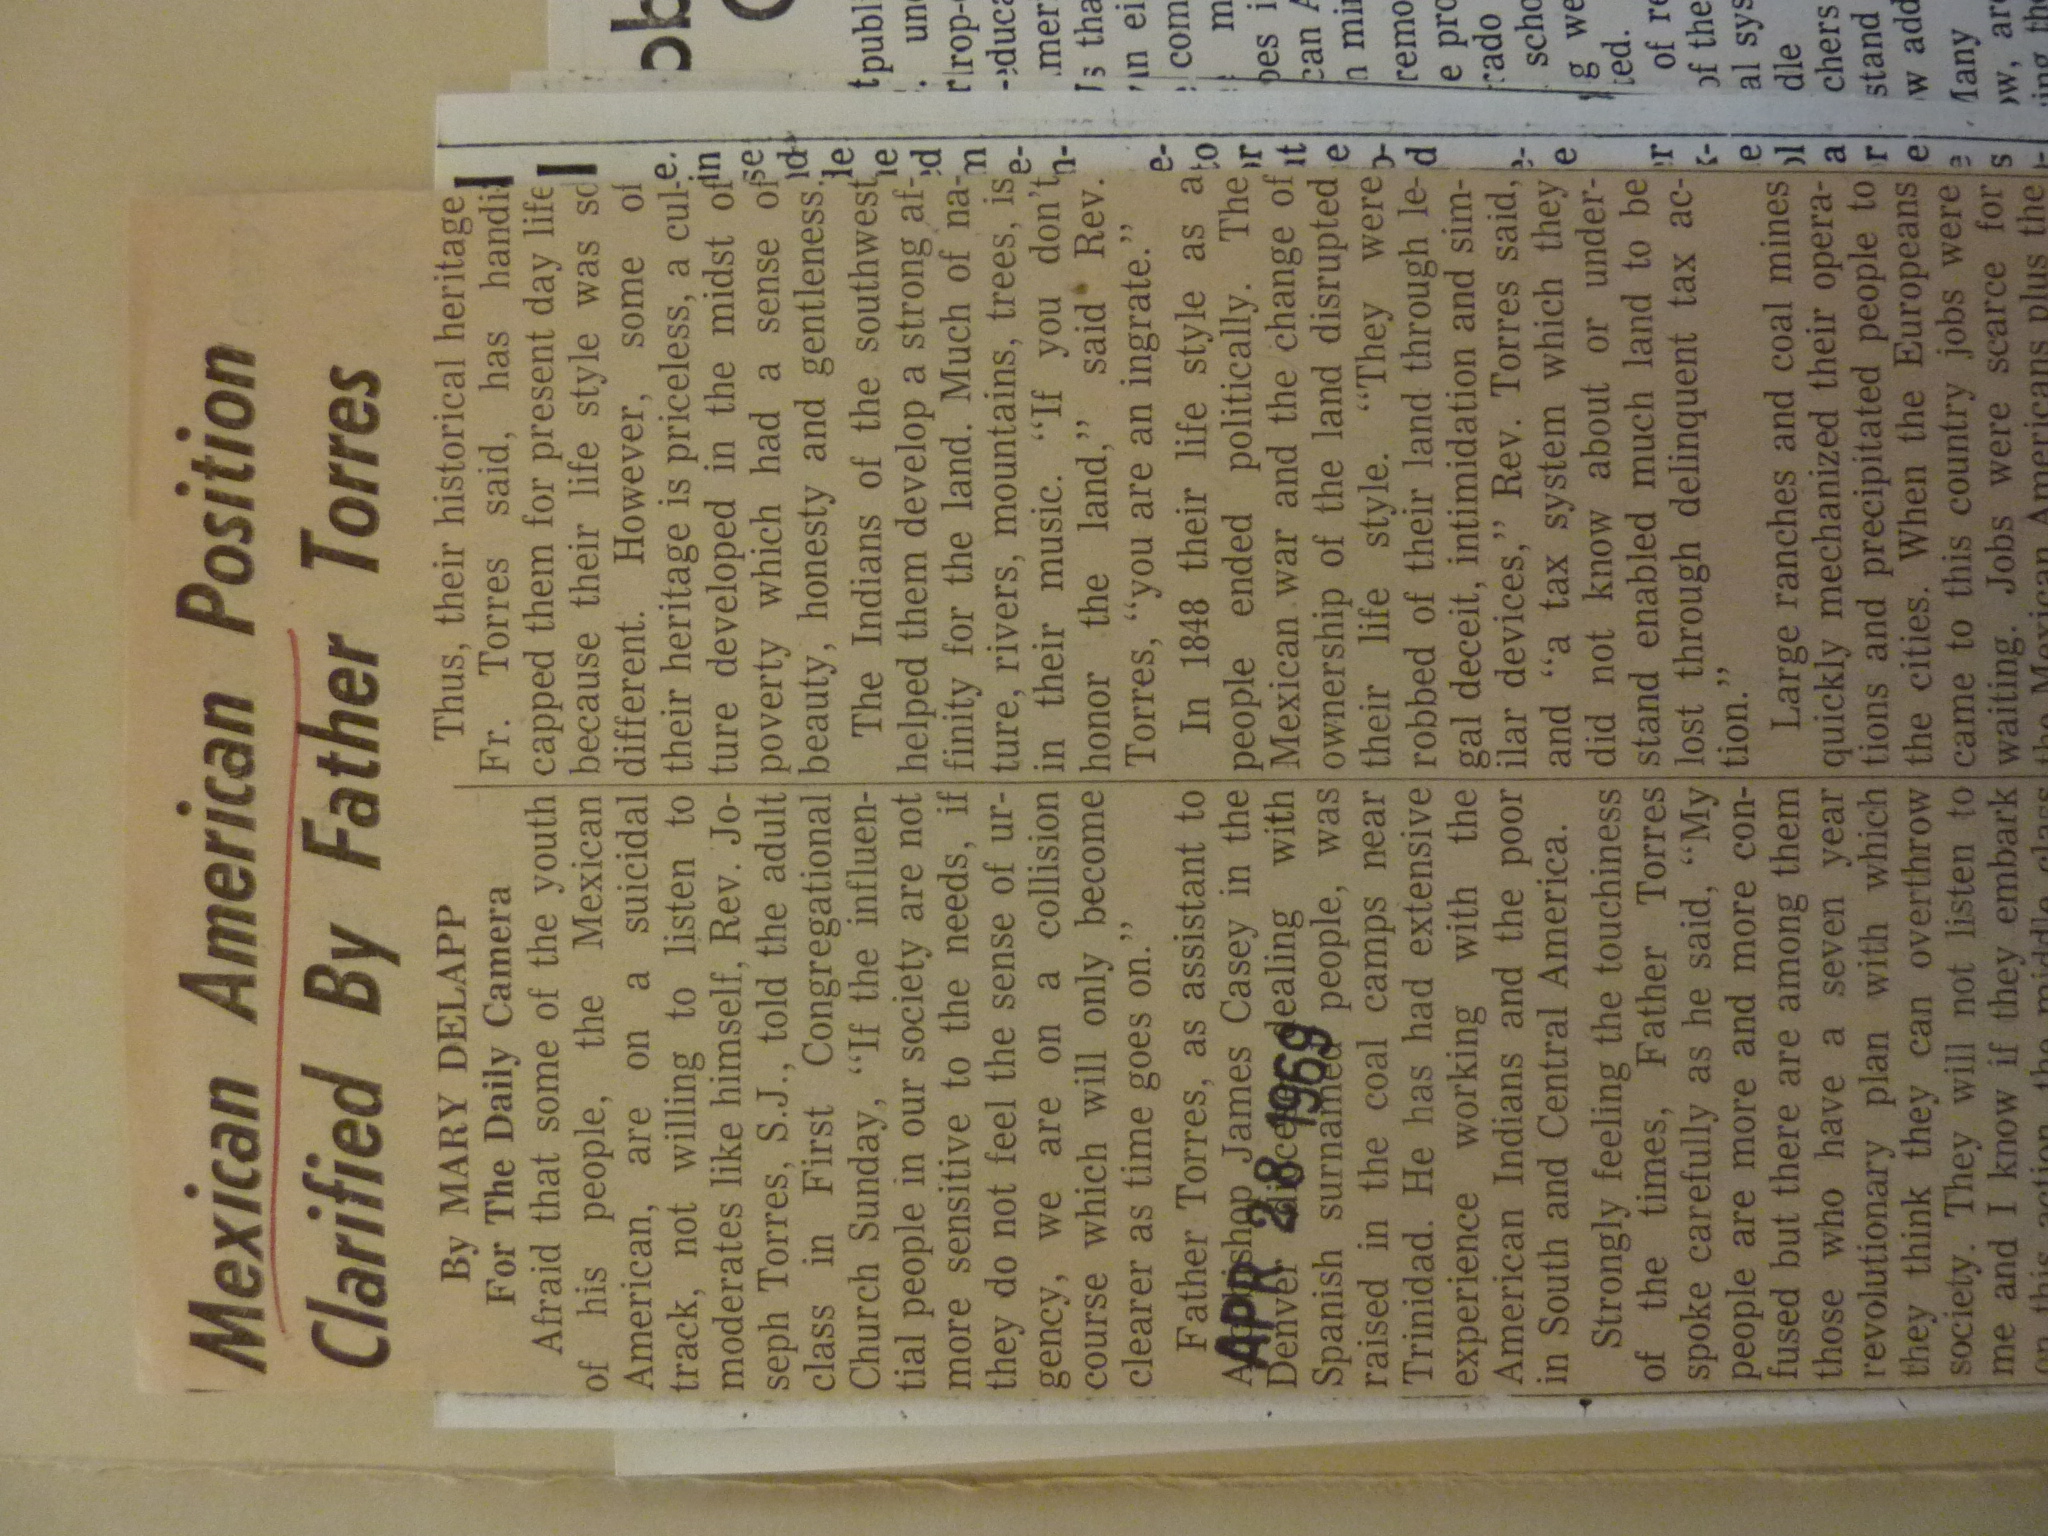 Mexican American Position
Clarified By Father Torres
By MARY DELAPP
For The Daily Camera
Afraid that some of the youth
of his people, the Mexican
American, are on a suicidal
track, not willing to listen to
moderates like himself, Rev. Jo-
seph Torres, S.J., told the adult
class in First Congregational
Church Sunday, "If the influen-
tial people in our society are not
more sensitive to the needs, if
they do not feel the sense of ur-
gency, we are on a collision
course which will only become
clearer as time goes on."
Father Torres, as assistant to
Archbishop James Casey in the
Denver diocese dealing with
Spanish surnamed people, was
raised in the coal camps near
Trinidad. He has had extensive
experience working with the
American Indians and the poor
in South and Central America.
Strongly feeling the touchiness
of the times, Father Torres
spoke carefully as he said, "My
people are more and more con-
fused but there are among them
those who have a seven year
revolutionary plan with which
they think they can overthrow
society. They will not listen to
me and I know if they embark
on this action, the middle class
APR 28 1969
Thus, their historical heritage
Fr. Torres said, has handi-
capped them for present day life
because their life style was so
different. However, some of
their heritage is priceless, a cul-
ture developed in the midst of
poverty which had a sense of
beauty, honesty and gentleness.
The Indians of the southwest
helped them develop a strong af-
finity for the land. Much of na-
ture, rivers, mountains, trees, is
in their music. "If you don't
honor the land," said Rev.
Torres, "you are an ingrate."
In 1848 their life style as a
people ended politically. The
Mexican war and the change of
ownership of the land disrupted
their life style. "They were
robbed of their land through le-
gal deceit, intimidation and sim-
ilar devices," Rev. Torres said,
and "a tax system which they
did not know about or under-
stand enabled much land to be
lost through delinquent tax ac-
tion."
Large ranches and coal mines
quickly mechanized their opera-
tions and precipitated people to
the cities. When the Europeans
came to this country jobs were
waiting. Jobs were scarce for
the Mexican Americans plus the